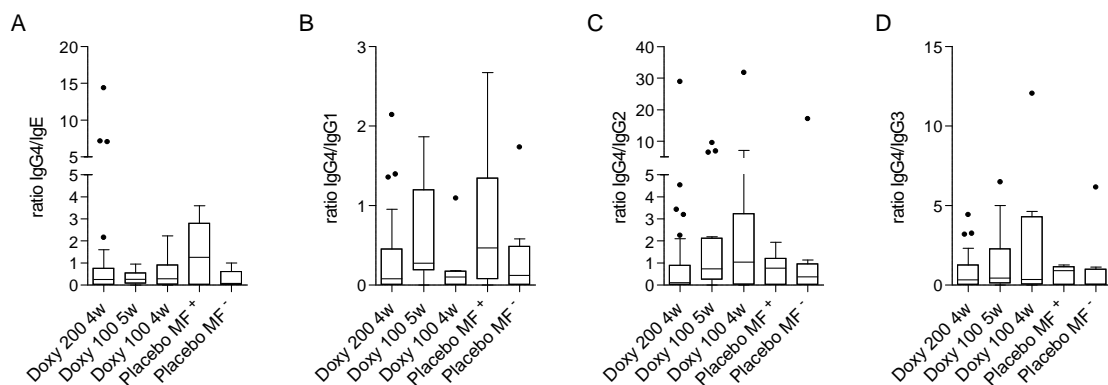 A
ratio IgG4/IgE
20
15
10
5
5
4
3
2
1
0
Doxy 200 4w
Doxy 100 5w
Doxy 100 4w
Placebo MF+
Placebo MF-
B
ratio IgG4/IgG1
3
2
1
0
Doxy 200 4w
Doxy 100 5w
Doxy 100 4w
Placebo MF+
Placebo MF-
C
ratio IgG4/IgG2
40
30
20
10
5
5
4
3
2
1
0
Doxy 200 4w
Doxy 100 5w
Doxy 100 4w
Placebo MF+
Placebo MF-
D
ratio IgG4/IgG3
15
10
5
0
Doxy 200 4w
Doxy 100 5w
Doxy 100 4w
Placebo MF+
Placebo MF-